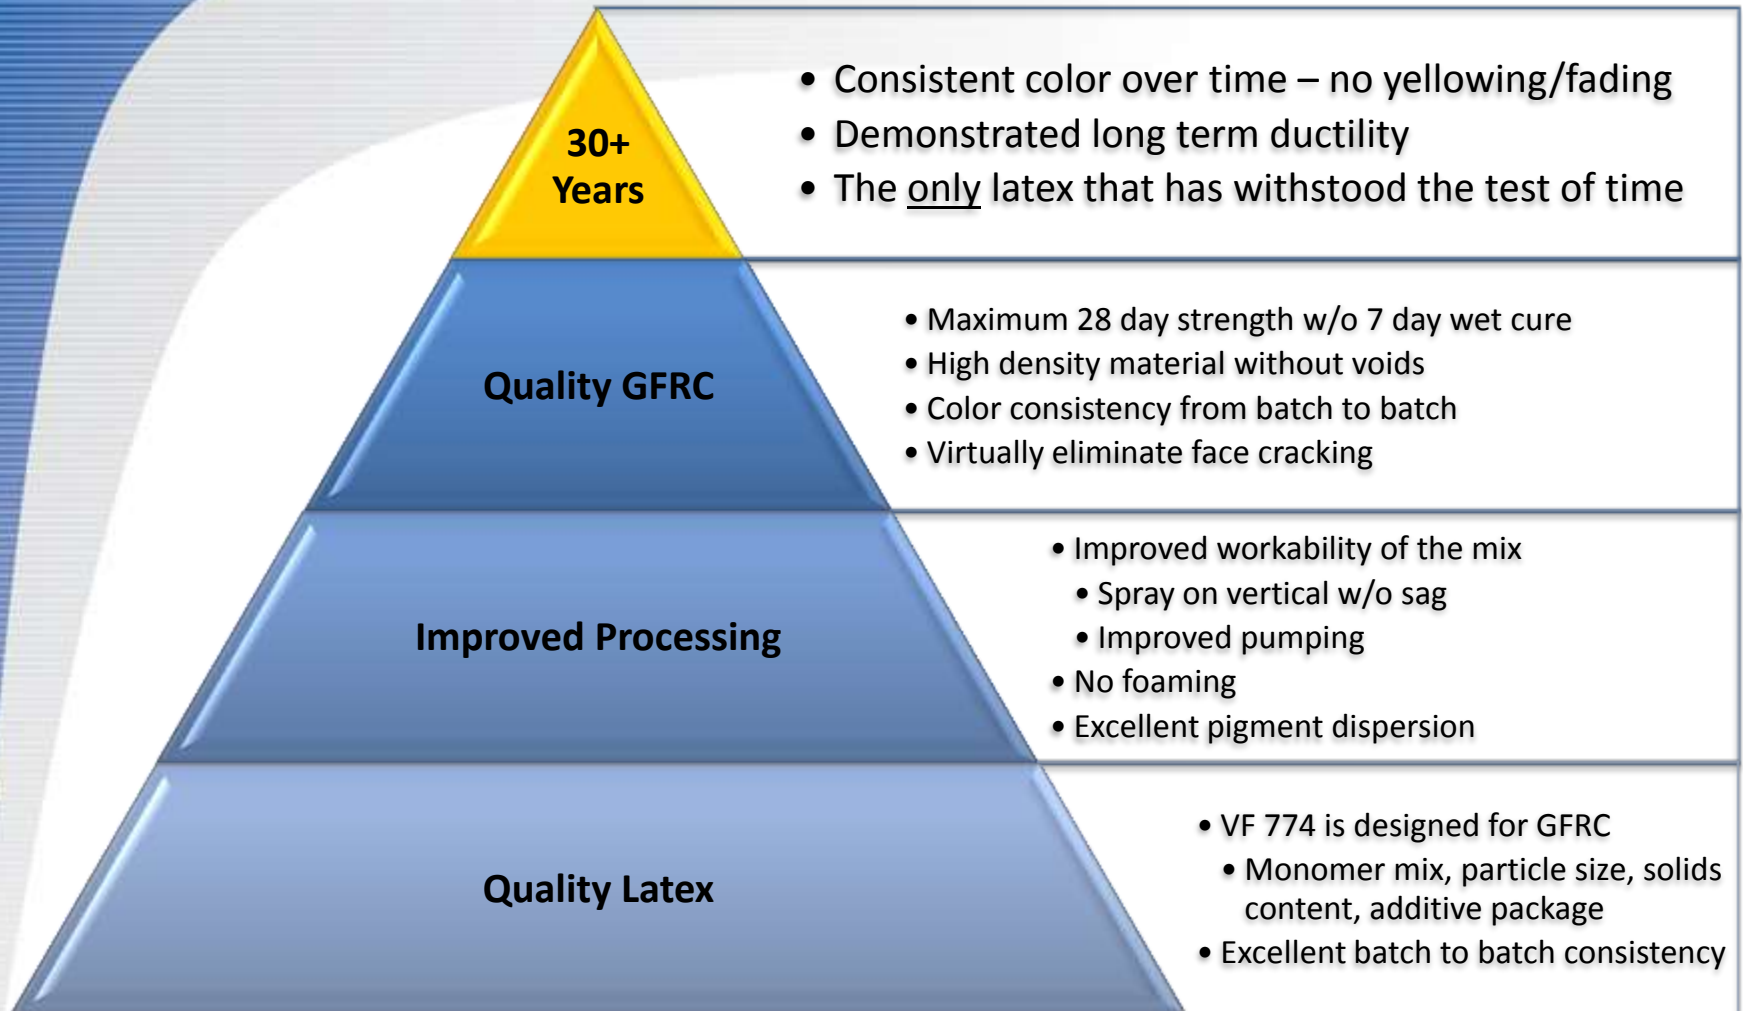 30+
Years
• Consistent color over time – no yellowing/fading
• Demonstrated long term ductility
• The only latex that has withstood the test of time
Quality GFRC
• Maximum 28 day strength w/o 7 day wet cure
• High density material without voids
• Color consistency from batch to batch
• Virtually eliminate face cracking
Improved Processing
• Improved workability of the mix
• Spray on vertical w/o sag
• Improved pumping
• No foaming
• Excellent pigment dispersion
Quality Latex
• VF 774 is designed for GFRC
• Monomer mix, particle size, solids
content, additive package
• Excellent batch to batch consistency